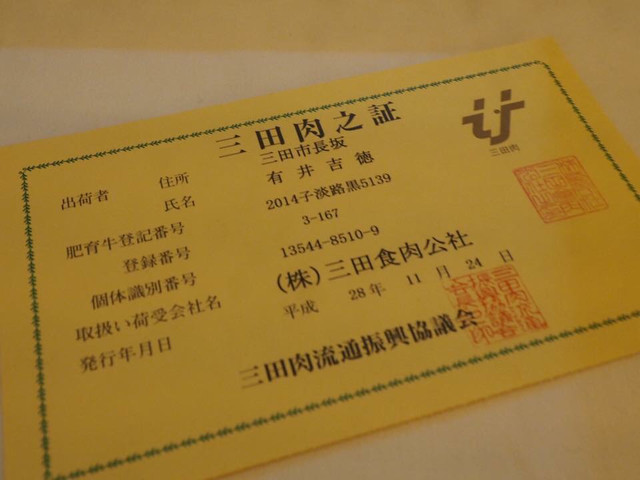 三田肉之証
三田肉
出荷者 住所 三田市長坂
氏名 有井吉徳
肥育牛登記番号 2014子淡路黒5139
登録番号 3-167
個体識別番号 13544-8510-9
取扱い荷受会社名 (株)三田食肉公社
発行年月日 平成 28年 11月 24日
三田肉流通振興協議会